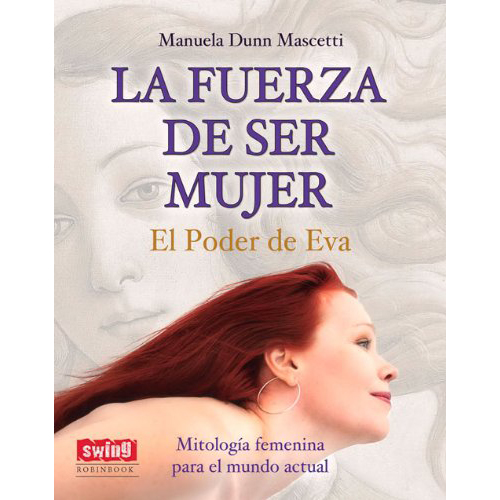 Manuela Dunn Mascetti
LA FUERZA
DE SER
MUJER
El Poder de Eva
Mitología femenina
para el mundo actual
swing
ROBINBOOK